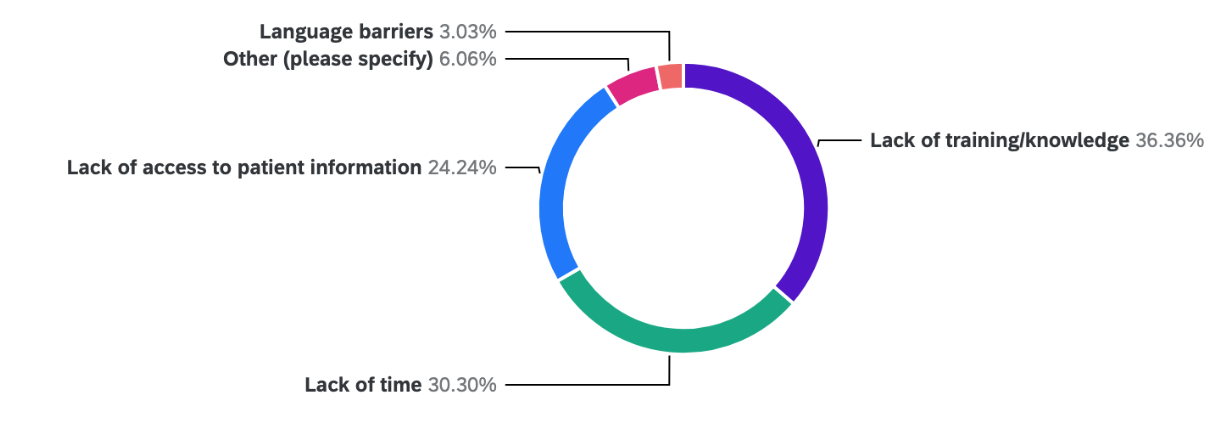 Language barriers 3.03%
Other (please specify) 6.06%
Lack of training/knowledge 36.36%
Lack of access to patient information 24.24%
Lack of time 30.30%